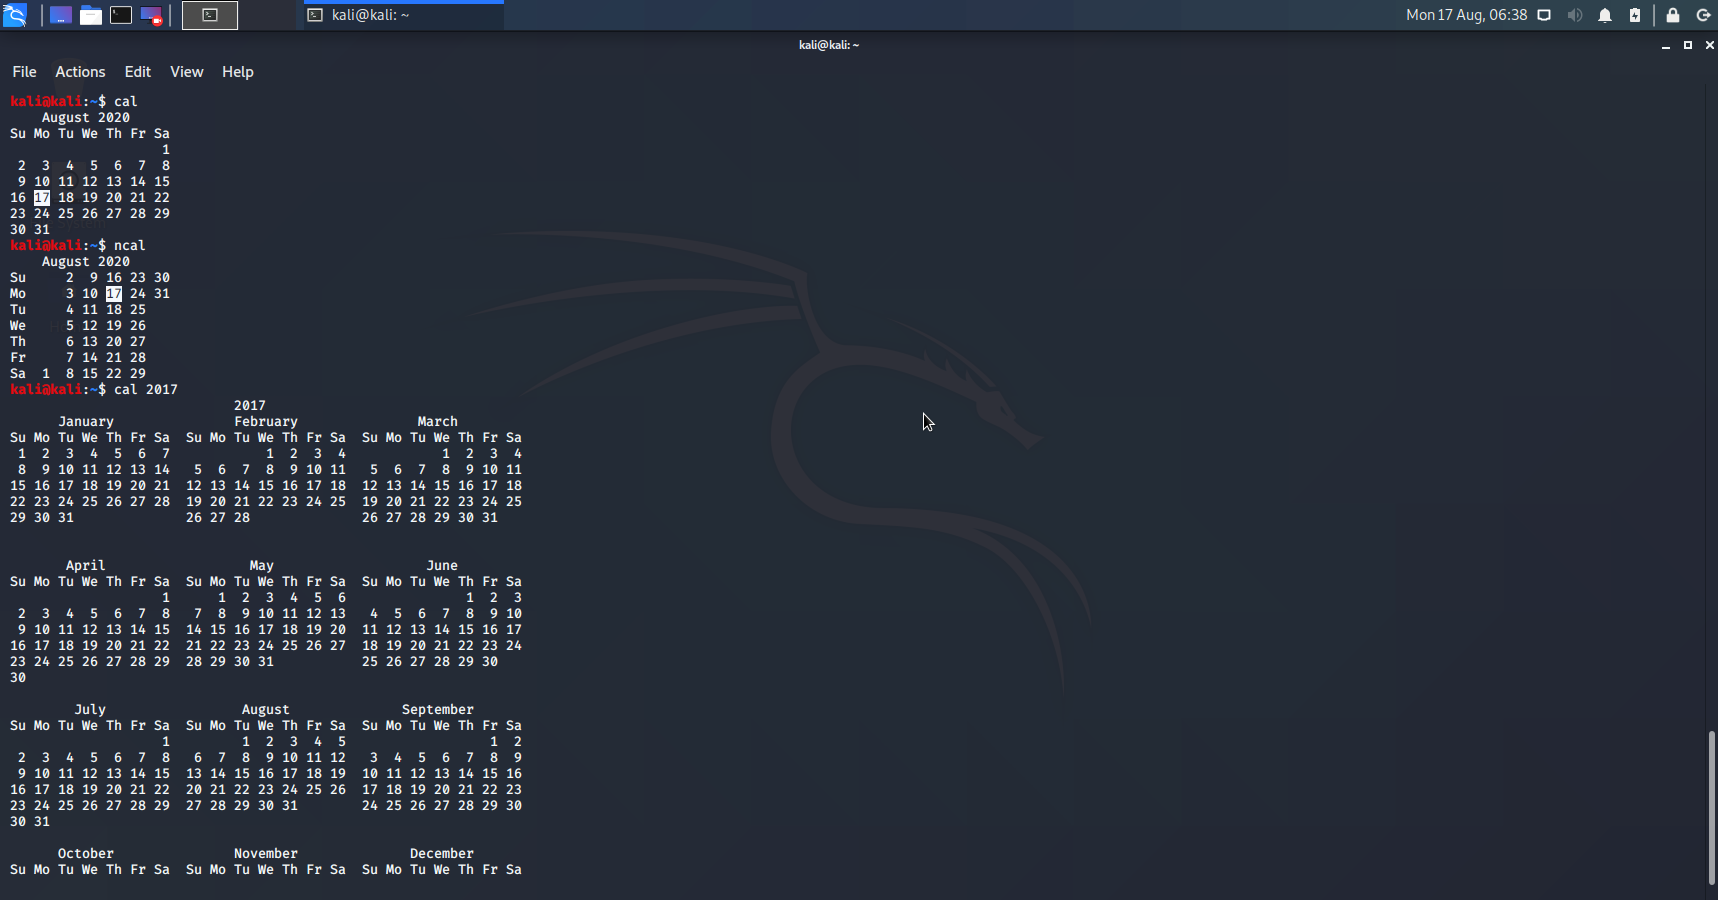 kali@kali: ~
Mon 17 Aug, 06:38
kali@kali: ~
File Actions Edit View Help
kali@kali:~$ cal
August 2020
Su Mo Tu We Th Fr Sa
1
2 3 4 5 6 7 8
9 10 11 12 13 14 15
16 17 18 19 20 21 22
23 24 25 26 27 28 29
30 31
kali@kali:~$ ncal
August 2020
Su 2 9 16 23 30
Mo 3 10 17 24 31
Tu 4 11 18 25
We 5 12 19 26
Th 6 13 20 27
Fr 7 14 21 28
Sa 1 8 15 22 29
kali@kali:~$ cal 2017
2017
January February March
Su Mo Tu We Th Fr Sa Su Mo Tu We Th Fr Sa Su Mo Tu We Th Fr Sa
1 2 3 4 5 6 7 1 2 3 4 1 2 3 4
8 9 10 11 12 13 14 5 6 7 8 9 10 11 5 6 7 8 9 10 11
15 16 17 18 19 20 21 12 13 14 15 16 17 18 12 13 14 15 16 17 18
22 23 24 25 26 27 28 19 20 21 22 23 24 25 19 20 21 22 23 24 25
29 30 31 26 27 28 26 27 28 29 30 31
April May June
Su Mo Tu We Th Fr Sa Su Mo Tu We Th Fr Sa Su Mo Tu We Th Fr Sa
1 1 2 3 4 5 6 1 2 3
2 3 4 5 6 7 8 7 8 9 10 11 12 13 4 5 6 7 8 9 10
9 10 11 12 13 14 15 14 15 16 17 18 19 20 11 12 13 14 15 16 17
16 17 18 19 20 21 22 21 22 23 24 25 26 27 18 19 20 21 22 23 24
23 24 25 26 27 28 29 28 29 30 31 25 26 27 28 29 30
30
July August September
Su Mo Tu We Th Fr Sa Su Mo Tu We Th Fr Sa Su Mo Tu We Th Fr Sa
1 1 2 3 4 5 1 2
2 3 4 5 6 7 8 6 7 8 9 10 11 12 3 4 5 6 7 8 9
9 10 11 12 13 14 15 13 14 15 16 17 18 19 10 11 12 13 14 15 16
16 17 18 19 20 21 22 20 21 22 23 24 25 26 17 18 19 20 21 22 23
23 24 25 26 27 28 29 27 28 29 30 31 24 25 26 27 28 29 30
30 31
October November December
Su Mo Tu We Th Fr Sa Su Mo Tu We Th Fr Sa Su Mo Tu We Th Fr Sa